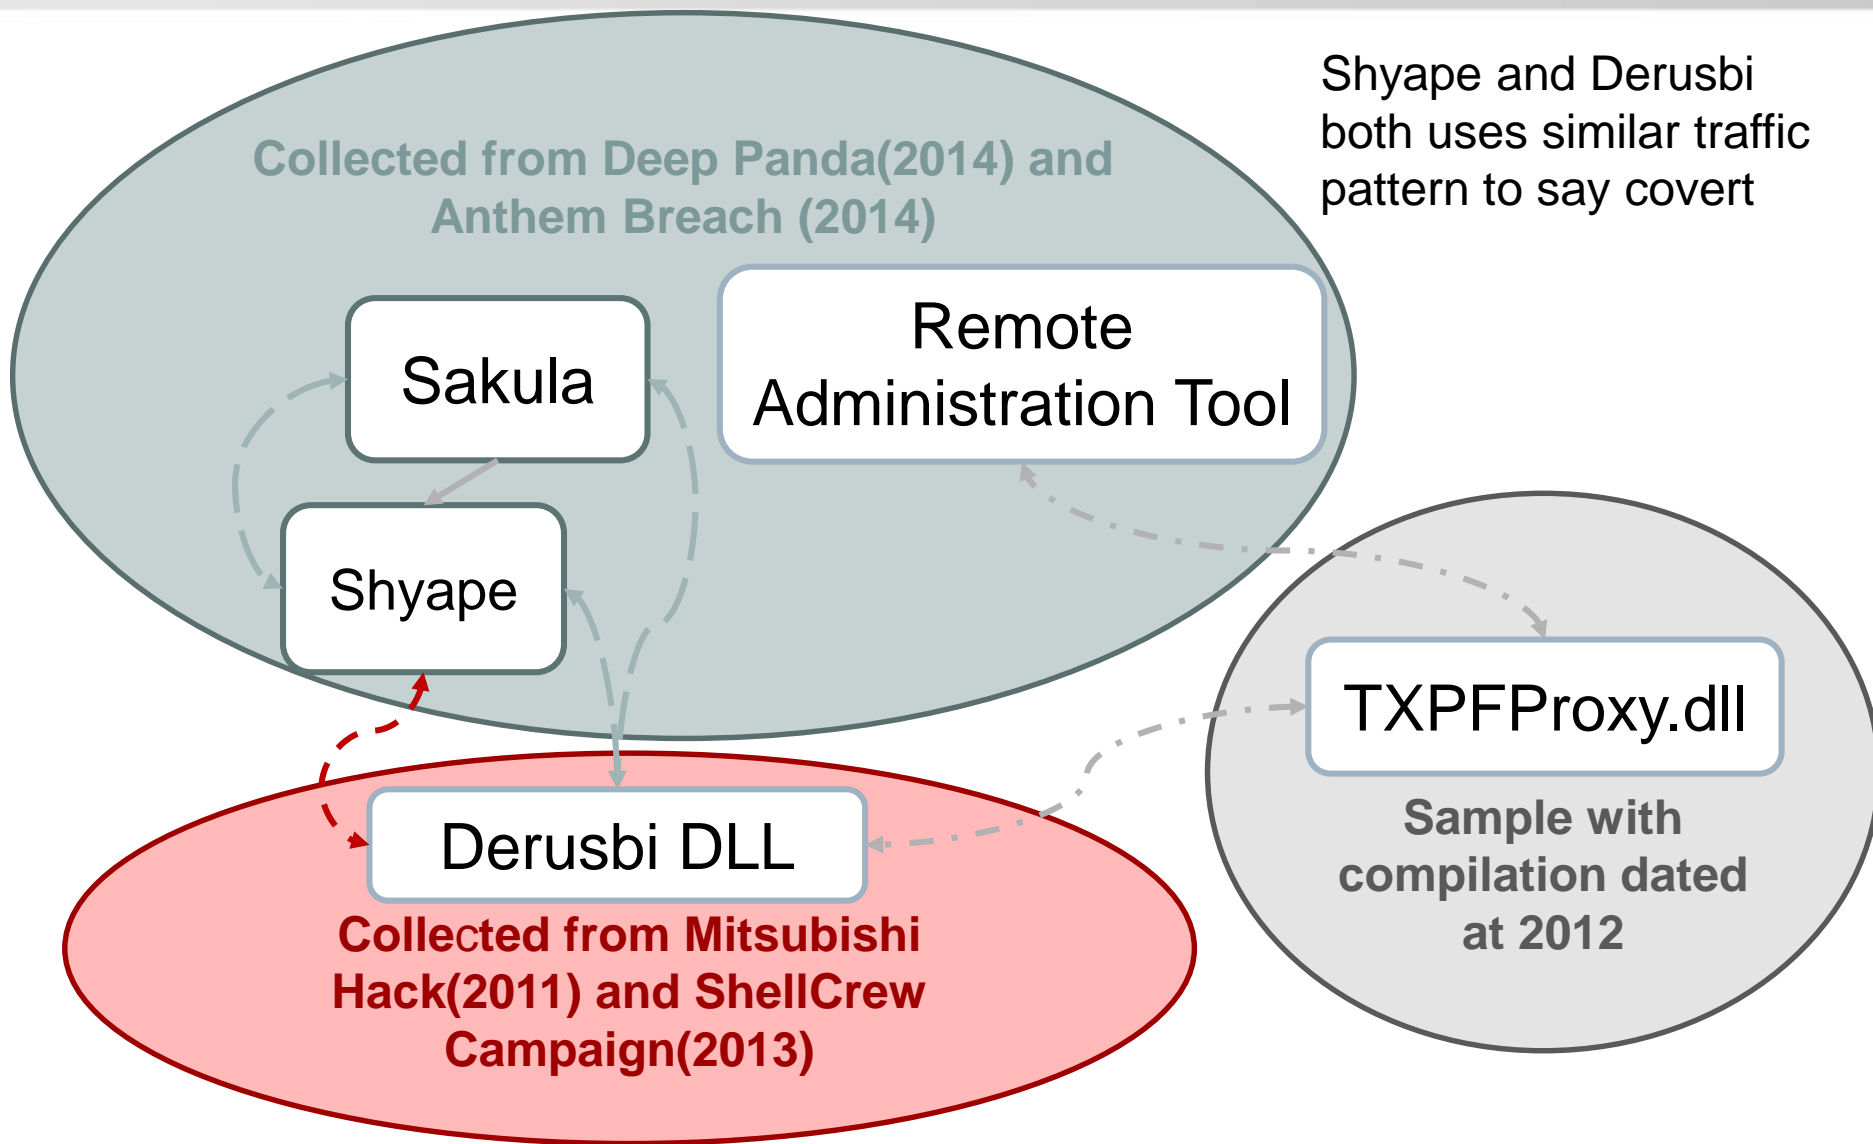 Shyape and Derusbi
both uses similar traffic
pattern to say covert
Collected from Deep Panda(2014) and
Anthem Breach (2014)
Sakula
Remote
Administration Tool
Shyape
TXPFProxy.dll
Sample with
compilation dated
at 2012
Derusbi DLL
Collected from Mitsubishi
Hack(2011) and ShellCrew
Campaign(2013)